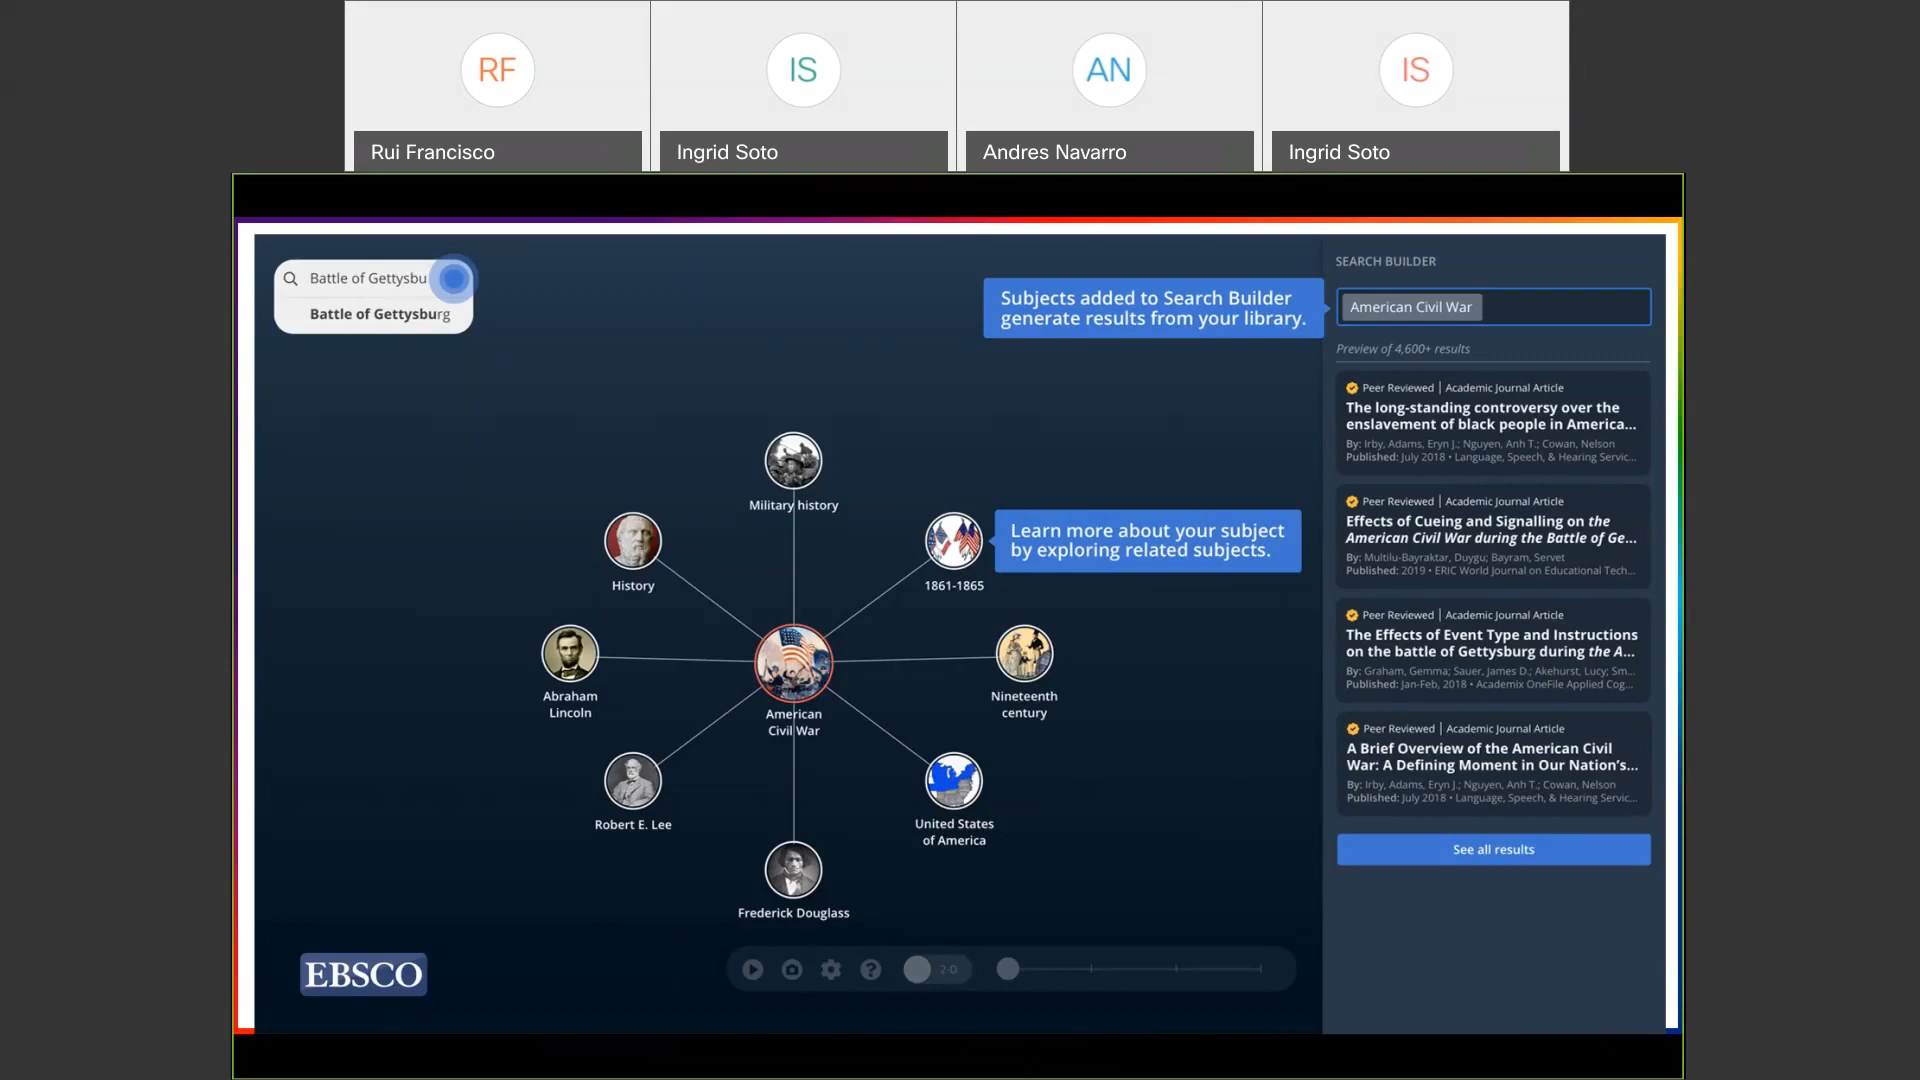 RF
IS
AN
IS
Rui Francisco
Ingrid Soto
Andres Navarro
Ingrid Soto
Battle of Gettysbu
Battle of Gettysburg
Subjects added to Search Builder
generate results from your library.
SEARCH BUILDER
American Civil War
Preview of 4,600+ results
Peer Reviewed | Academic Journal Article
The long-standing controversy over the
enslavement of black people in America...
By: Irby, Adams, Eryn J.; Nguyen, Anh T.; Cowan, Nelson
Published: July 2018 • Language, Speech, & Hearing Servic...
Peer Reviewed | Academic Journal Article
Effects of Cueing and Signalling on the
American Civil War during the Battle of Ge...
By: Multilu-Bayraktar, Duygu; Bayram, Servet
Published: 2019 • ERIC World Journal on Educational Tech...
Peer Reviewed | Academic Journal Article
The Effects of Event Type and Instructions
on the battle of Gettysburg during the A...
By: Graham, Gemma; Sauer, James D.; Akehurst, Lucy; Sm...
Published: Jan-Feb, 2018 • Academix OneFile Applied Cog...
Peer Reviewed | Academic Journal Article
A Brief Overview of the American Civil
War: A Defining Moment in Our Nation's...
By: Irby, Adams, Eryn J.; Nguyen, Anh T.; Cowan, Nelson
Published: July 2018 • Language, Speech, & Hearing Servic...
See all results
Military history
History
1861-1865
Learn more about your subject
by exploring related subjects.
Abraham
Lincoln
American
Civil War
Nineteenth
century
Robert E. Lee
United States
of America
Frederick Douglass
EBSCO
2-D